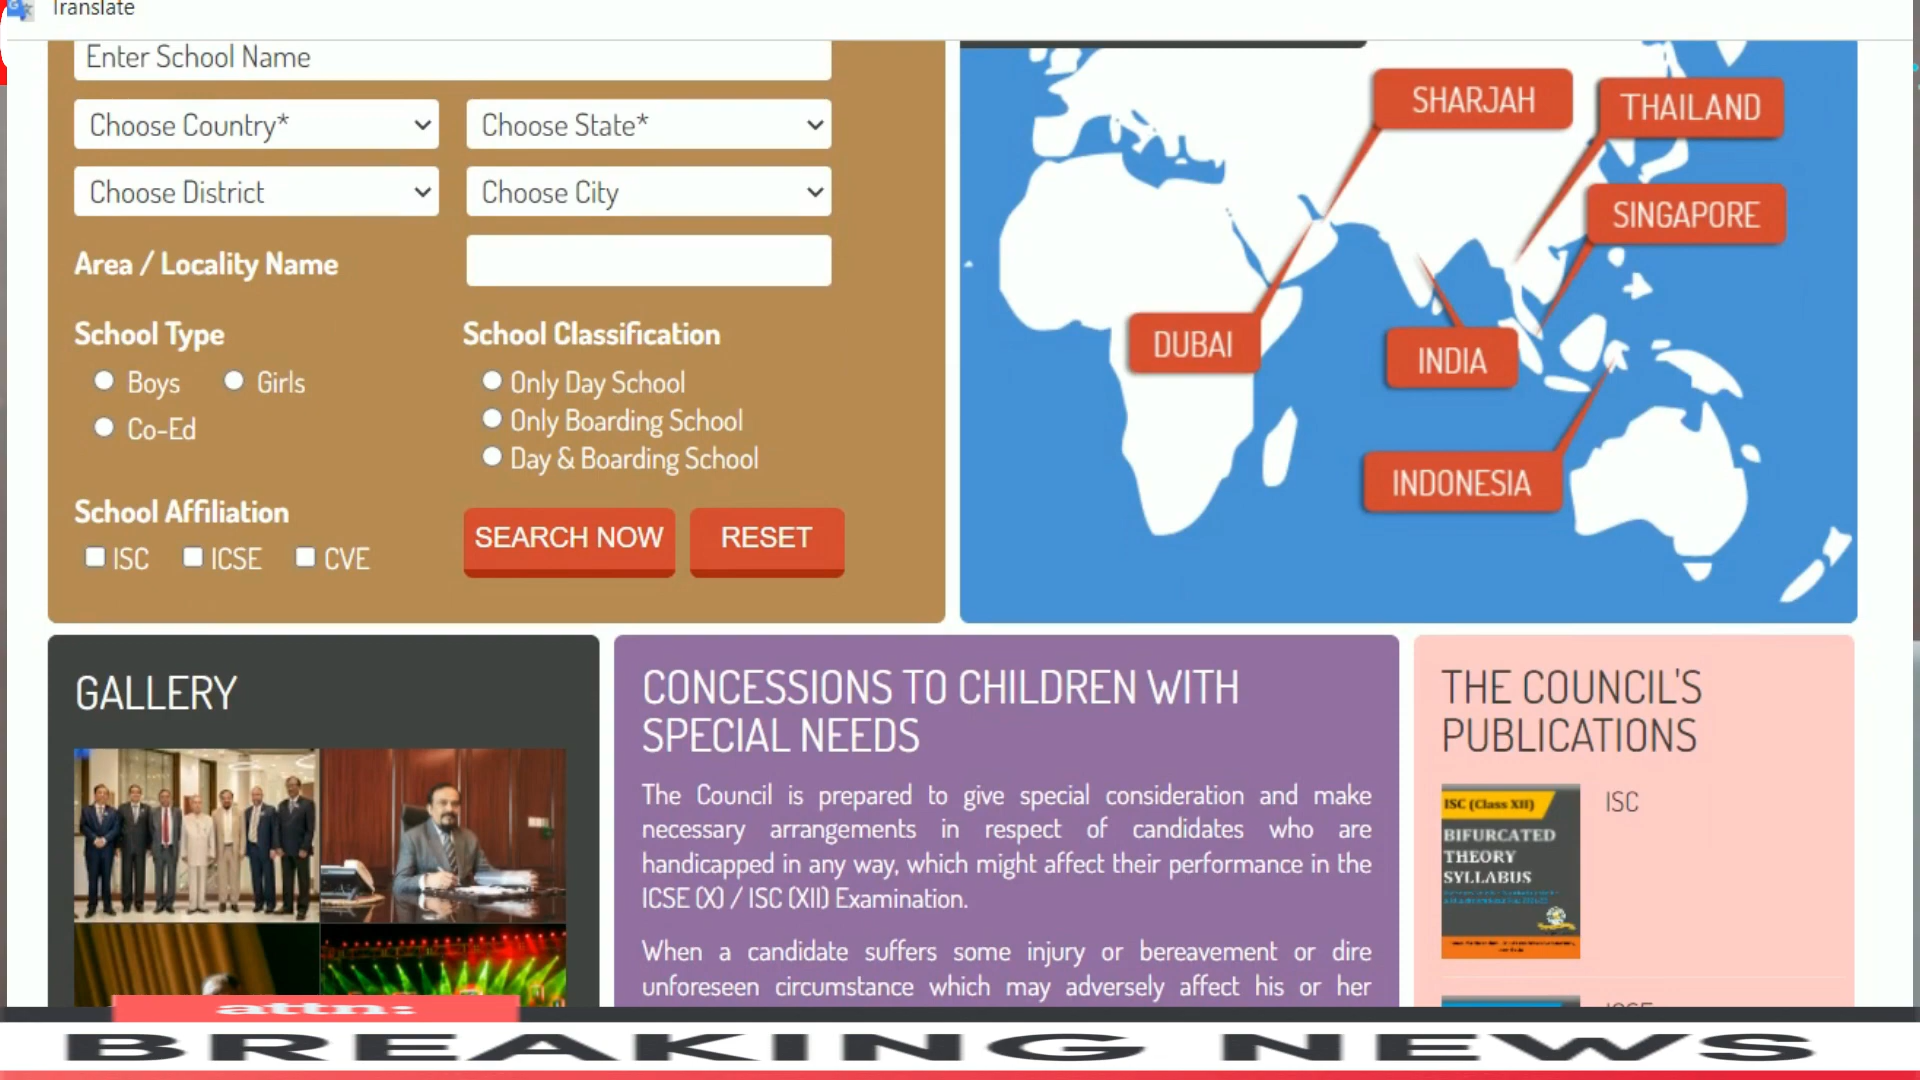 Translate
Enter School Name
Choose Country*
Choose State*
Choose District
Choose City
Area / Locality Name
School Type
Boys
Girls
Co-Ed
School Classification
Only Day School
Only Boarding School
Day & Boarding School
School Affiliation
ISC
ICSE
CVE
SEARCH NOW
RESET
SHARJAH
THAILAND
SINGAPORE
DUBAI
INDIA
INDONESIA
GALLERY
CONCESSIONS TO CHILDREN WITH
SPECIAL NEEDS
The Council is prepared to give special consideration and make
necessary arrangements in respect of candidates who are
handicapped in any way, which might affect their performance in the
ICSE (X) / ISC (XII) Examination.
When a candidate suffers some injury or bereavement or dire
unforeseen circumstance which may adversely affect his or her
THE COUNCIL'S
PUBLICATIONS
ISC (Class XII)
BIFURCATED
THEORY
SYLLABUS
ISC
attn:
BREAKING NEWS